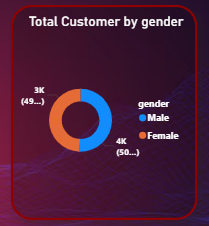 Total Customer by gender
3K
(49...)
gender
Male
Female
4K
(50...)